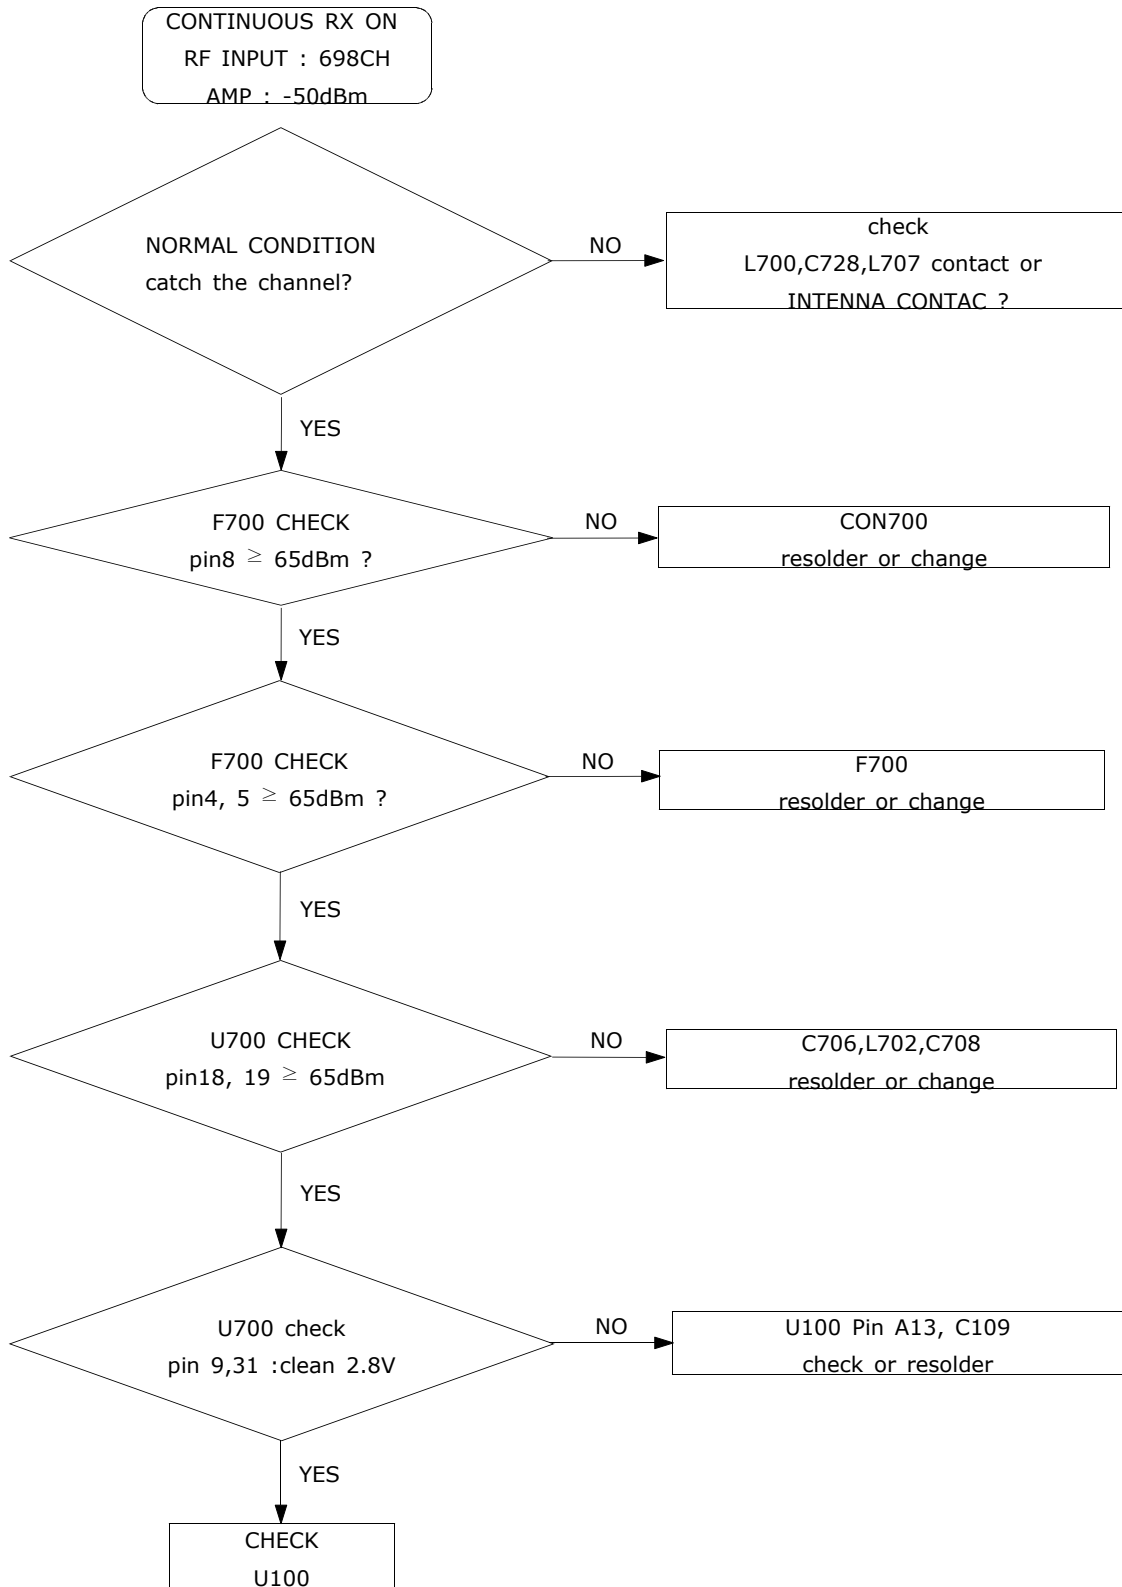 CONTINUOUS RX ON
RF INPUT : 698CH
AMP : -50dBm
NORMAL CONDITION
catch the channel?
NO
check
L700,C728,L707 contact or
INTENNA CONTAC ?
YES
F700 CHECK
pin8 ≥ 65dBm ?
NO
CON700
resolder or change
YES
F700 CHECK
pin4, 5 ≥ 65dBm ?
NO
F700
resolder or change
YES
U700 CHECK
pin18, 19 ≥ 65dBm
NO
C706,L702,C708
resolder or change
YES
U700 check
pin 9,31 :clean 2.8V
NO
U100 Pin A13, C109
check or resolder
YES
CHECK
U100